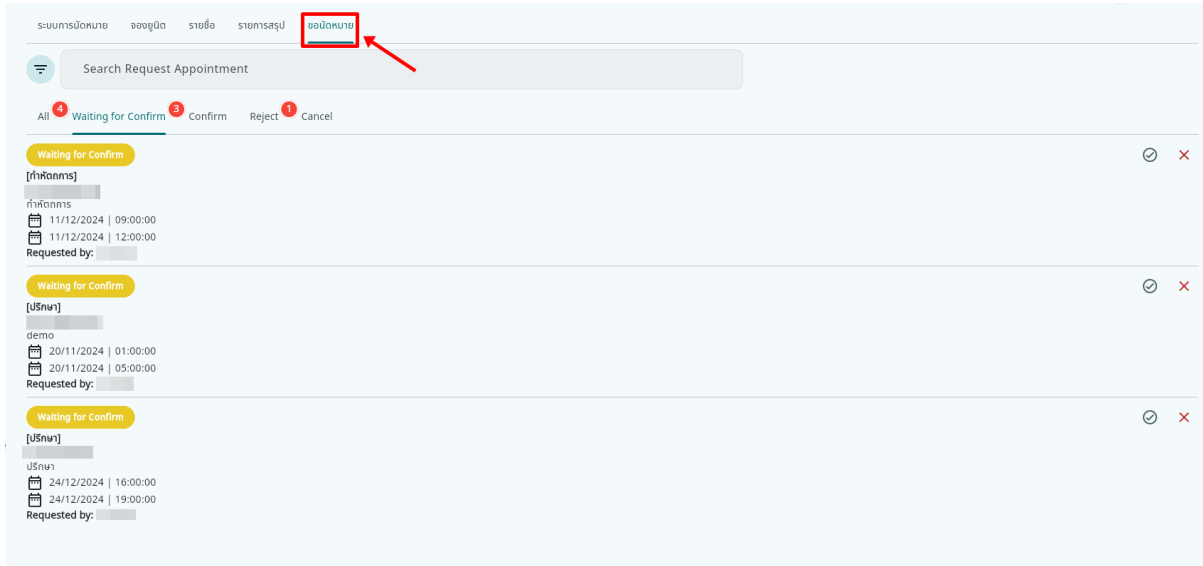 ระบบการนัดหมาย จองยูนิต รายชื่อ รายการสรุป ขอนัดหมาย
Search Request Appointment
All 4 Waiting for Confirm 3 Confirm Reject 1 Cancel
Waiting for Confirm
[ทำหัตถการ]
ทำหัตถการ
11/12/2024 | 09:00:00
11/12/2024 | 12:00:00
Requested by:
Waiting for Confirm
[ปรึกษา]
demo
20/11/2024 | 01:00:00
20/11/2024 | 05:00:00
Requested by:
Waiting for Confirm
[ปรึกษา]
ปรึกษา
24/12/2024 | 16:00:00
24/12/2024 | 19:00:00
Requested by: